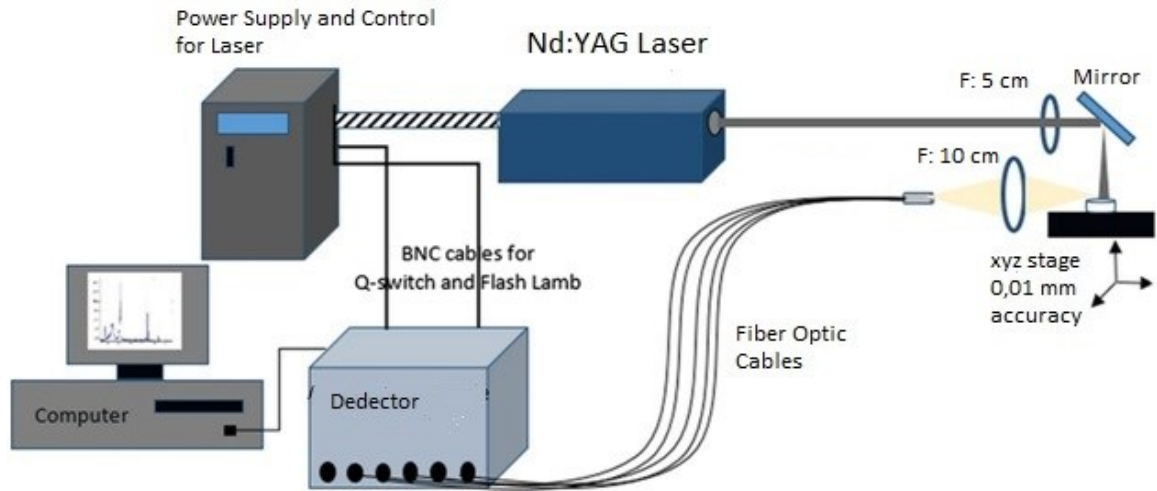 Power Supply and Control
for Laser
Nd:YAG Laser
F: 5 cm
Mirror
F: 10 cm
BNC cables for
Q-switch and Flash Lamb
xyz stage
0,01 mm
accuracy
Fiber Optic
Cables
Dedector
Computer